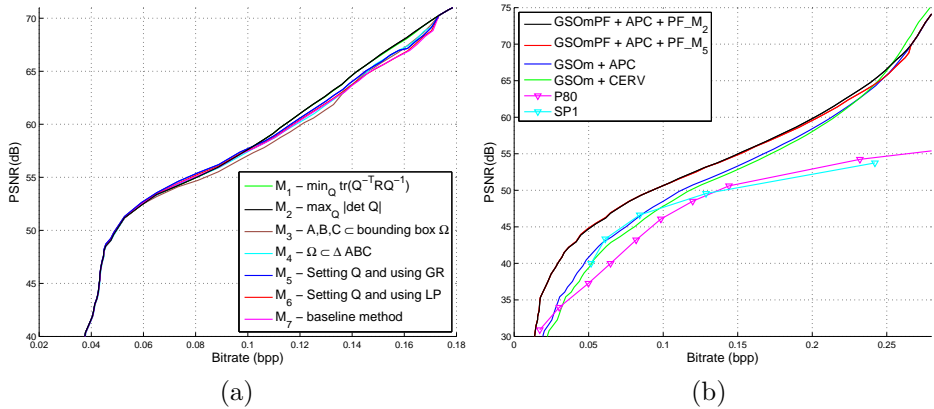 70
65
60
55
50
45
40
PSNR(dB)
0.02 0.04 0.06 0.08 0.1 0.12 0.14 0.16 0.18
Bitrate (bpp)
M1 − minQ tr(Q−TRQ−1)
M2 − maxQ |det Q|
M3 − A,B,C ⊂ bounding box Ω
M4 − Ω ⊂ Δ ABC
M5 − Setting Q and using GR
M6 − Setting Q and using LP
M7 − baseline method
(a)
75
70
65
60
55
50
45
40
35
30
PSNR(dB)
0 0.05 0.1 0.15 0.2 0.25
Bitrate (bpp)
GSOmPF + APC + PF_M2
GSOmPF + APC + PF_M5
GSOm + APC
GSOm + CERV
P80
SP1
(b)